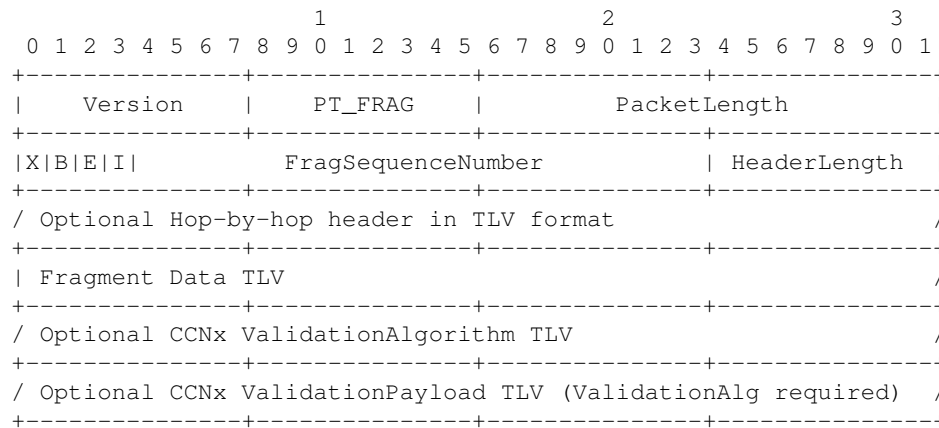 1                   2                   3
 0 1 2 3 4 5 6 7 8 9 0 1 2 3 4 5 6 7 8 9 0 1 2 3 4 5 6 7 8 9 0 1
+---------------+---------------+---------------+----------------
|    Version    |    PT_FRAG    |         PacketLength
+---------------+---------------+---------------+----------------
|X|B|E|I|          FragSequenceNumber           | HeaderLength
+---------------+---------------+---------------+----------------
/ Optional Hop-by-hop header in TLV format                      /
+---------------+---------------+---------------+----------------
| Fragment Data TLV                                             /
+---------------+---------------+---------------+----------------
/ Optional CCNx ValidationAlgorithm TLV                         /
+---------------+---------------+---------------+----------------
/ Optional CCNx ValidationPayload TLV (ValidationAlg required)  /
+---------------+---------------+---------------+----------------